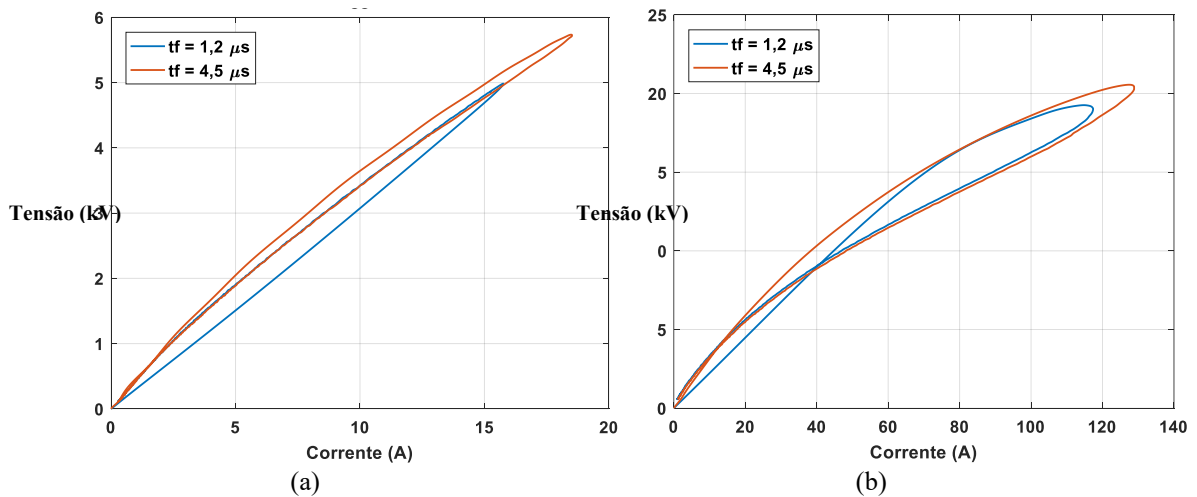 6
5
4
3
2
1
0
tf = 1,2 μs
tf = 4,5 μs
Tensão (kV)
0
5
10
15
20
Corrente (A)
(a)
25
20
5
0
5
0
tf = 1,2 μs
tf = 4,5 μs
Tensão (kV)
0
20
40
60
80
100
120
140
Corrente (A)
(b)